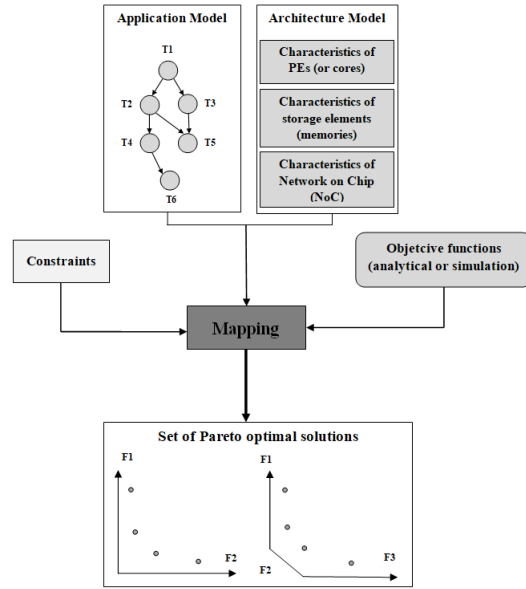 Application Model
T1
T2
T3
T4
T5
T6
Architecture Model
Characteristics of
PEs (or cores)
Characteristics of
storage elements
(memories)
Characteristics of
Network on Chip
(NoC)
Constraints
Objetcive functions
(analytical or simulation)
Mapping
Set of Pareto optimal solutions
F1
F2
F1
F2
F3